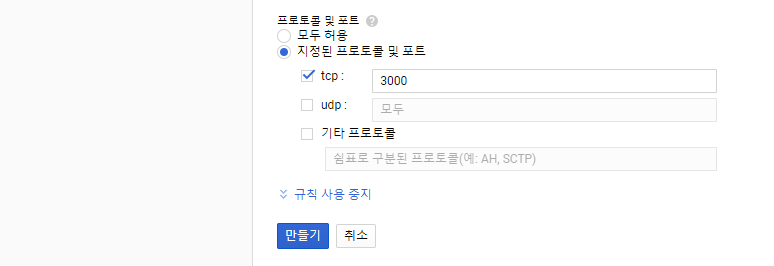 프로토콜 및 포트 ?
모두 허용
지정된 프로토콜 및 포트
tcp : 3000
udp : 모두
기타 프로토콜
쉼표로 구분된 프로토콜(예: AH, SCTP)
규칙 사용 중지
만들기 취소